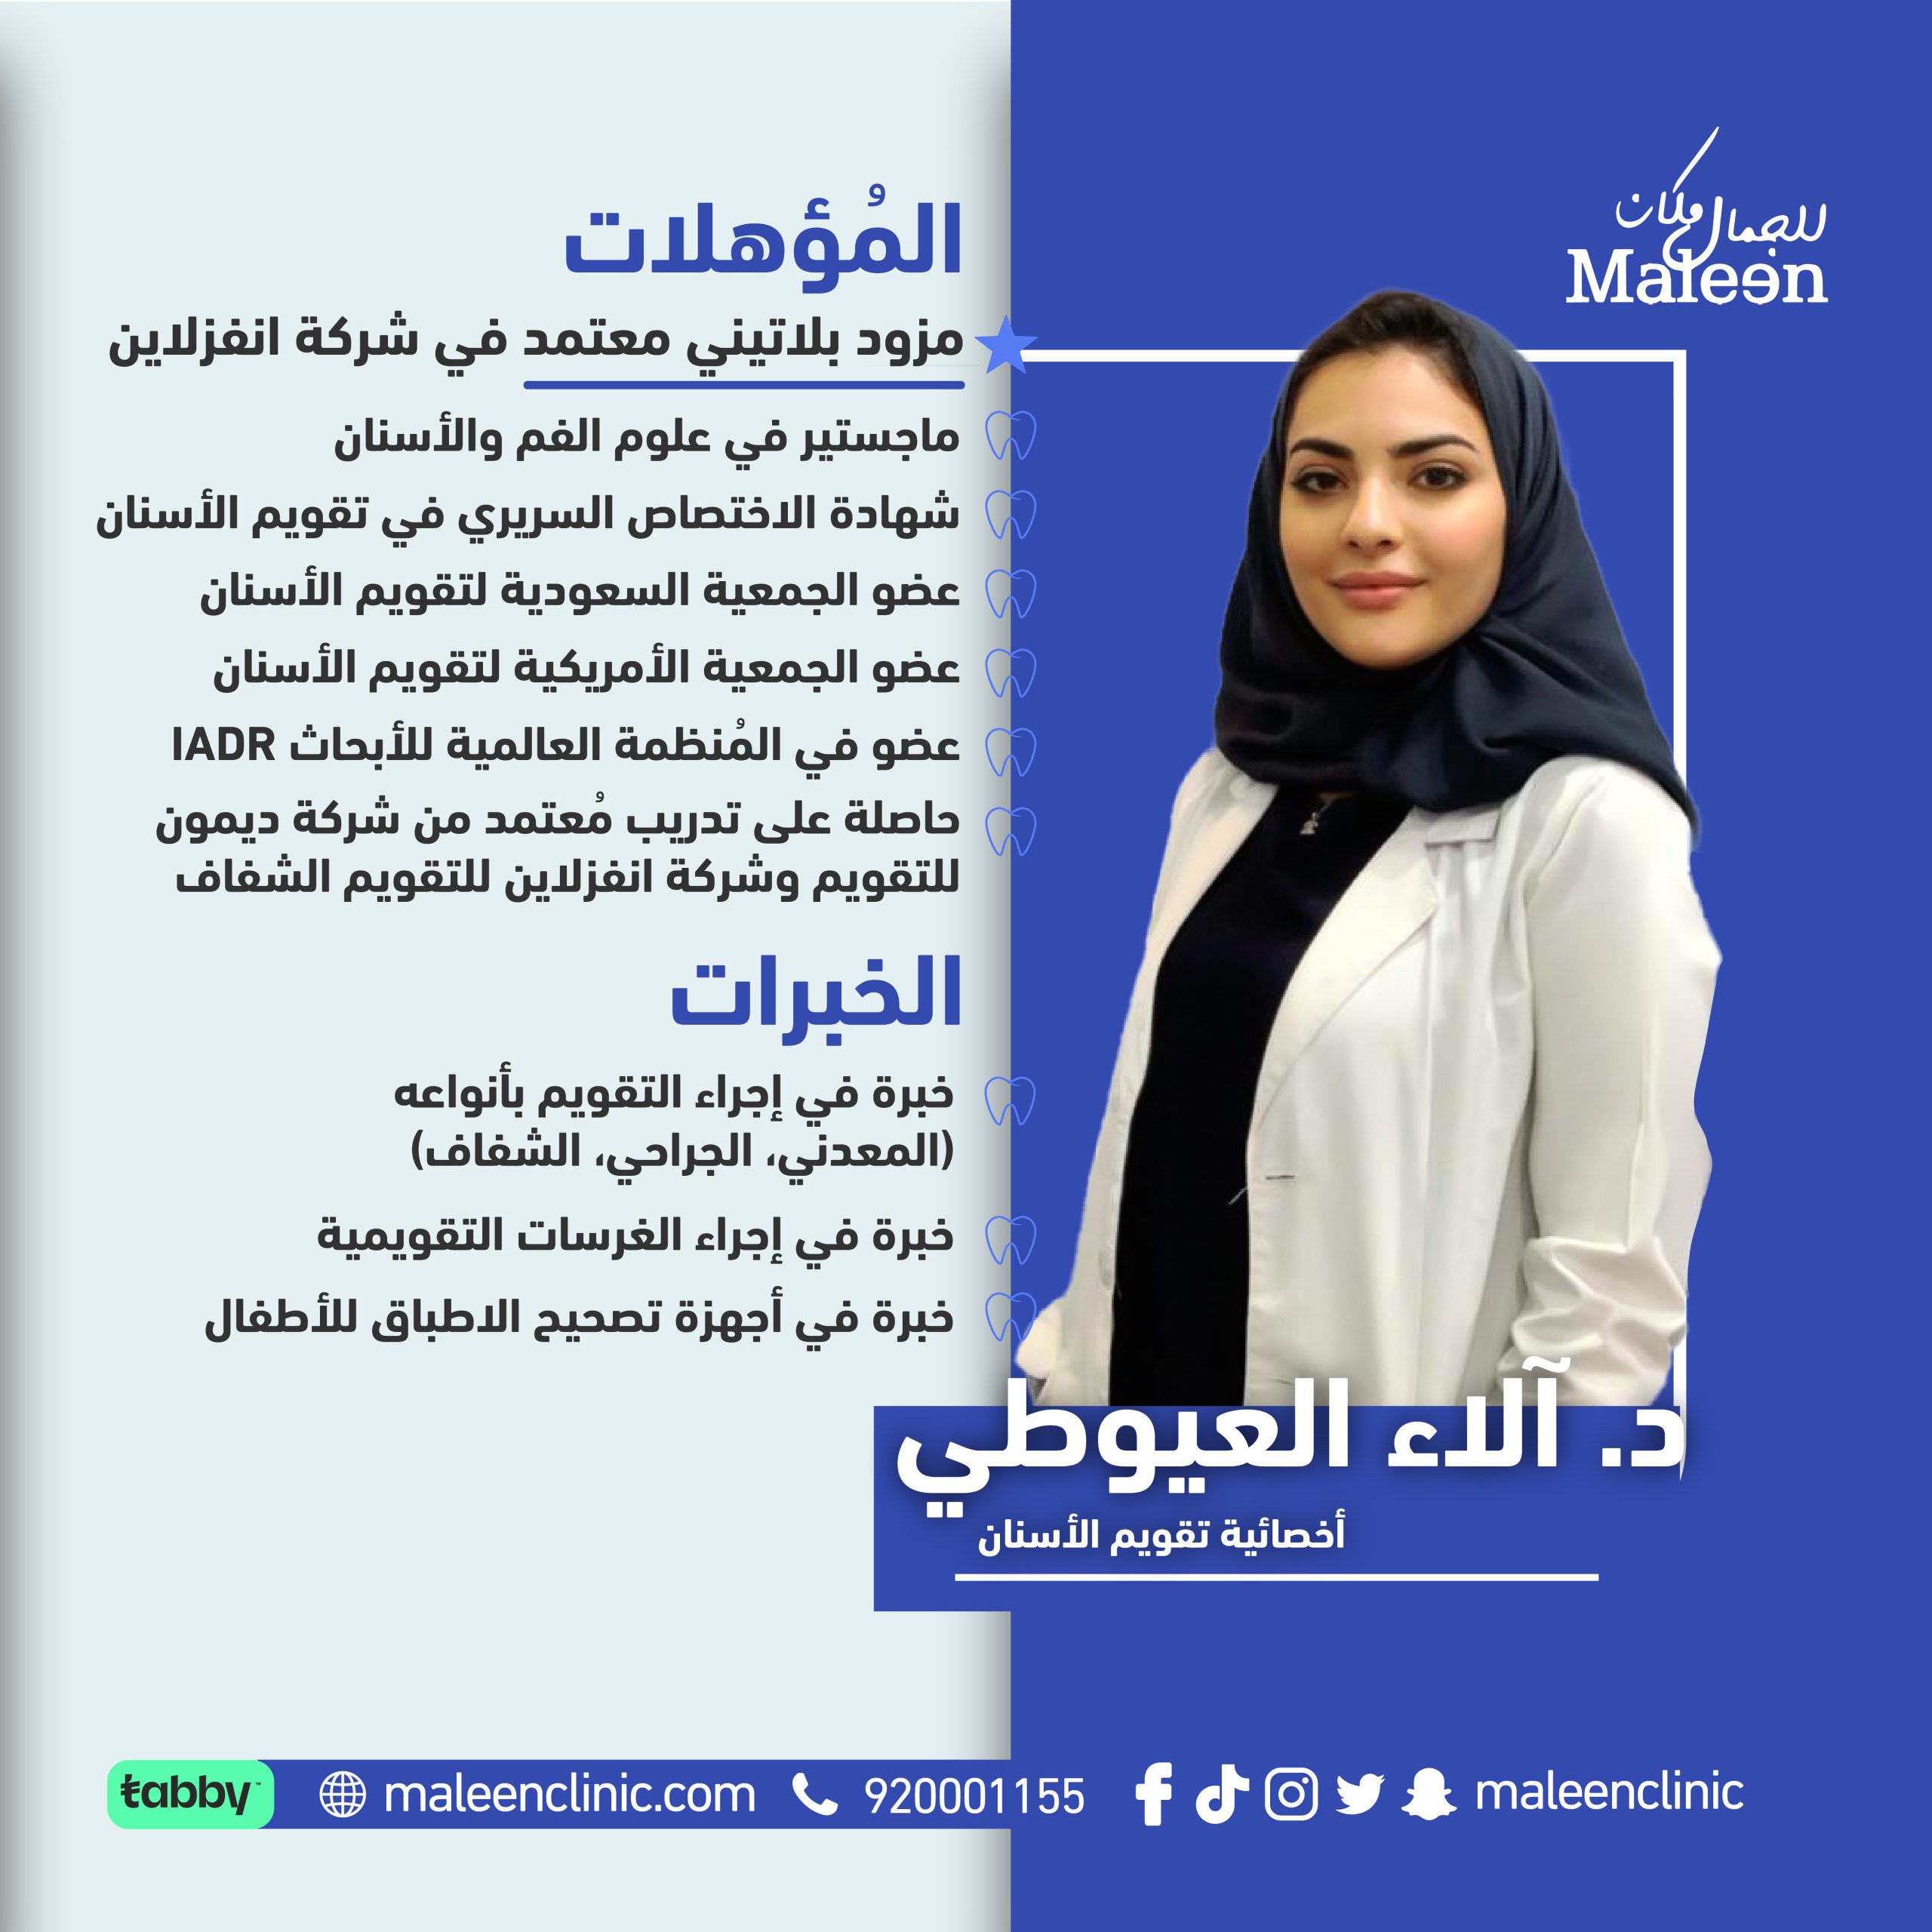 للجمال مكان
Maleen
المُؤهلات
مزود بلاتيني معتمد في شركة انفزلاين
ماجستير في علوم الفم والأسنان
شهادة الاختصاص السريري في تقويم الأسنان
عضو الجمعية السعودية لتقويم الأسنان
عضو الجمعية الأمريكية لتقويم الأسنان
عضو في المُنظمة العالمية للأبحاث IADR
حاصلة على تدريب مُعتمد من شركة ديمون
للتقويم وشركة انفزلاين للتقويم الشفاف
الخبرات
خبرة في إجراء التقويم بأنواعه
(المعدني، الجراحي، الشفاف)
خبرة في إجراء الغرسات التقويمية
خبرة في أجهزة تصحيح الاطباق للأطفال
د. آلاء العيوطي
أخصائية تقويم الأسنان
tabby™ maleenclinic.com 920001155 maleenclinic